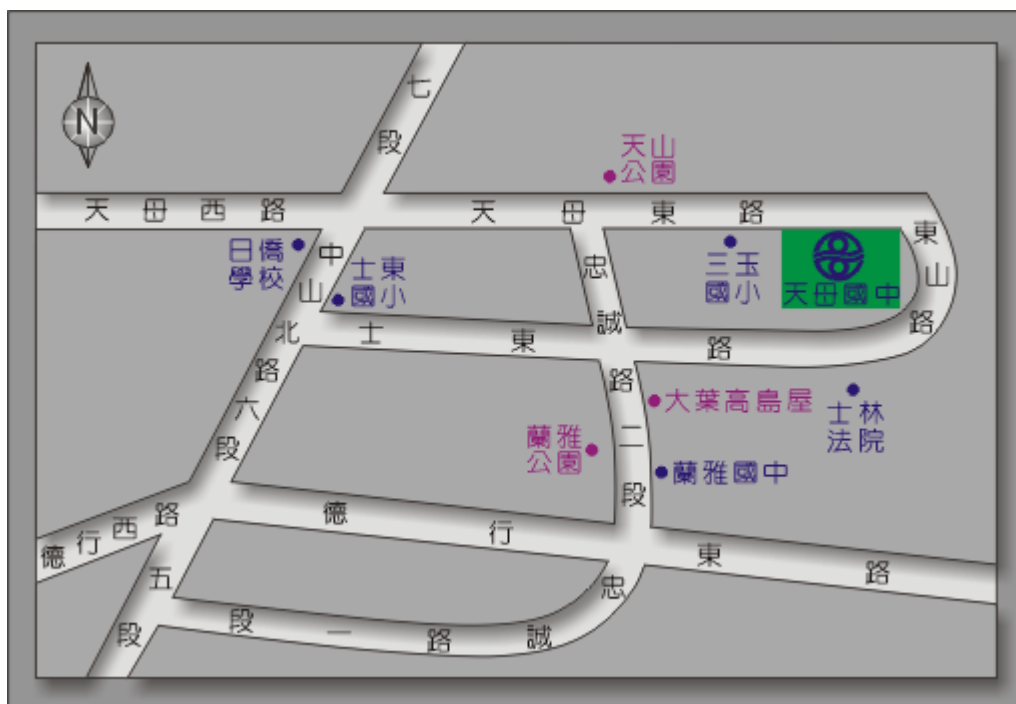 N
七段
天山
公園
天母西路
天母東路
東山路
日僑
學校
中山北路六段
士東
國小
忠誠路二段
三玉
國小
天母國中
士東路
大葉高島屋
士林
法院
蘭雅
公園
蘭雅國中
德行西路
德行東路
五段
忠誠路一段